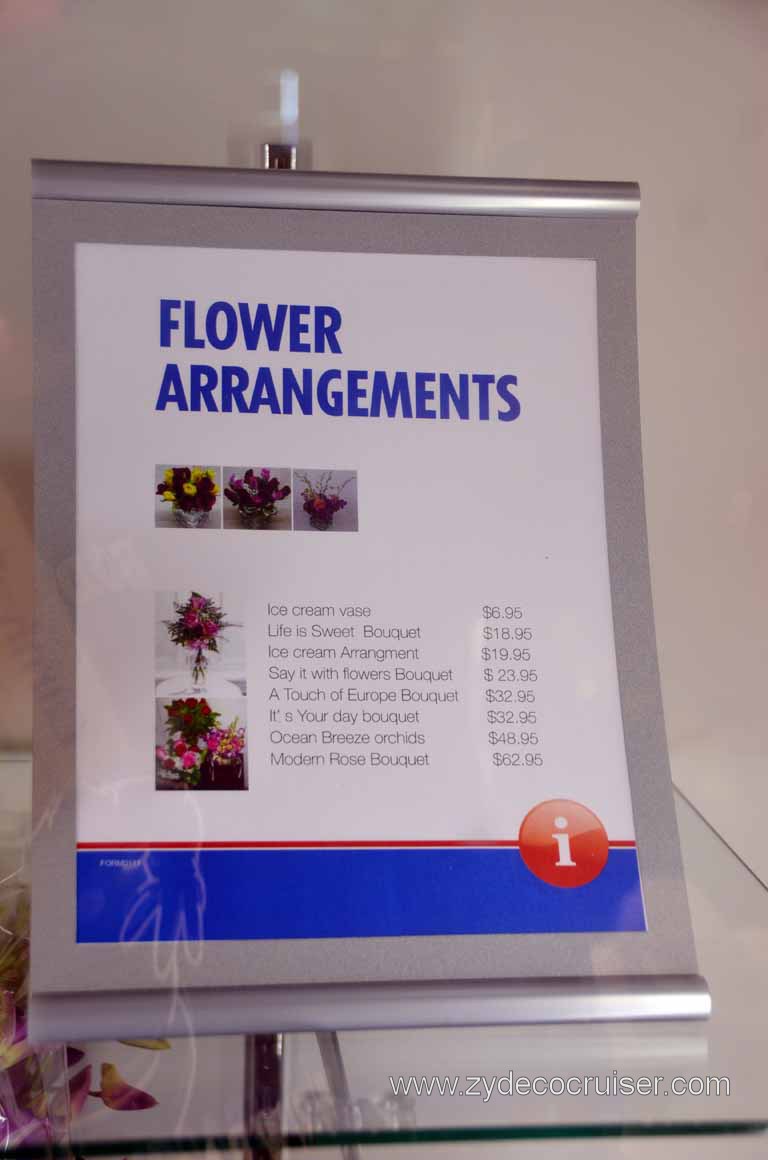 FLOWER
ARRANGEMENTS
Ice cream vase $6.95
Life is Sweet Bouquet $18.95
Ice cream Arrangment $19.95
Say it with flowers Bouquet $ 23.95
A Touch of Europe Bouquet $32.95
It' s Your day bouquet $32.95
Ocean Breeze orchids $48.95
Modern Rose Bouquet $62.95
i
www.zydecocruiser.com